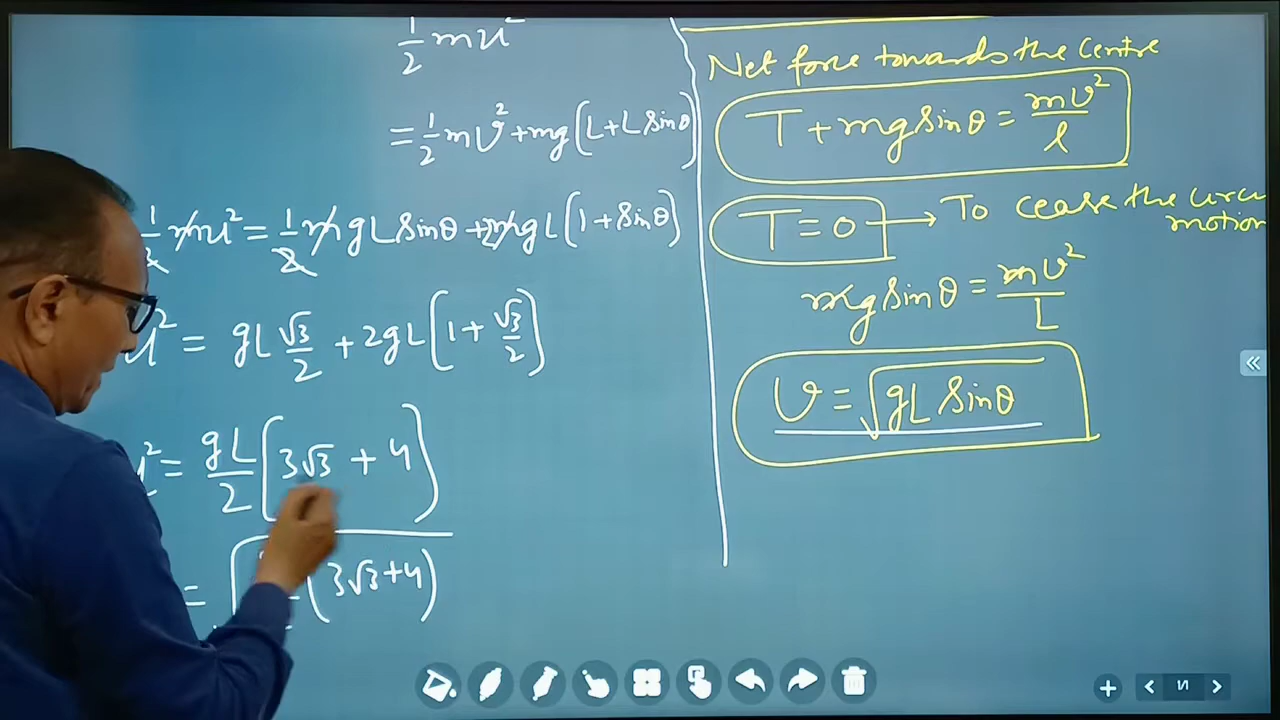 1/2 mu²
= 1/2 mv² + mg(L + L Sinθ)
1/2 mu² = 1/2 mgL Sinθ + mgL(1 + Sinθ)
u² = gL √3/2 + 2gL(1 + √3/2)
u² = gL/2 (3√3 + 4)
= √ (3√3+4)
Net force towards the Centre
T + mg Sinθ = mv²/l
T = 0 → To cease the circu
motion
mg Sinθ = mv²/L
v = √gL Sinθ